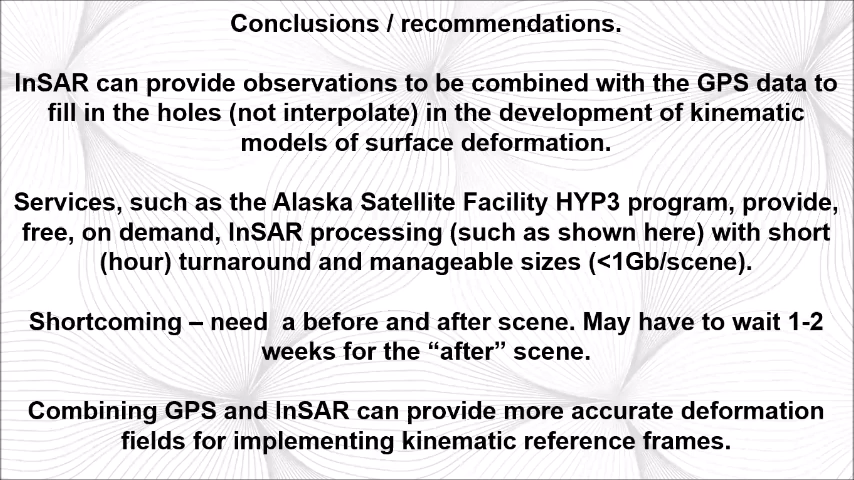 Conclusions / recommendations.
InSAR can provide observations to be combined with the GPS data to
fill in the holes (not interpolate) in the development of kinematic
models of surface deformation.
Services, such as the Alaska Satellite Facility HYP3 program, provide,
free, on demand, InSAR processing (such as shown here) with short
(hour) turnaround and manageable sizes (<1Gb/scene).
Shortcoming – need  a before and after scene. May have to wait 1-2
weeks for the “after” scene.
Combining GPS and InSAR can provide more accurate deformation
fields for implementing kinematic reference frames.